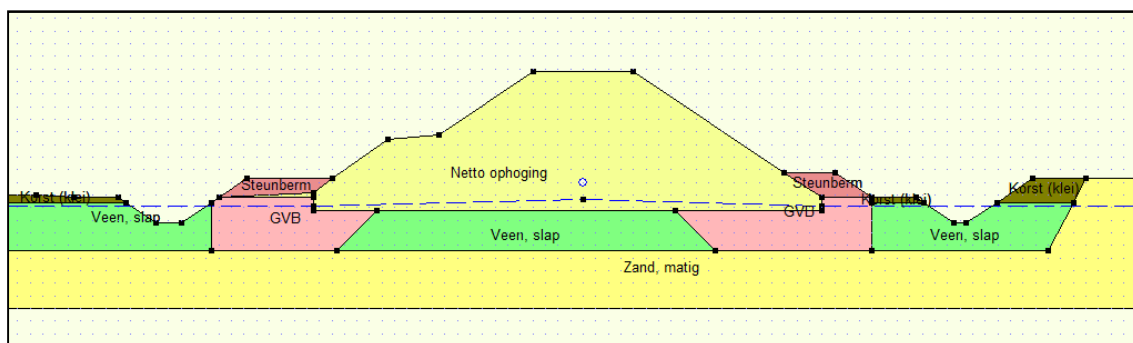 Netto ophoging
Steunberm
Steunberm
Korst (klei)
Veen, slap
GVB
Veen, slap
GVB
Korst (klei)
Veen, slap
Korst (klei)
Zand, matig